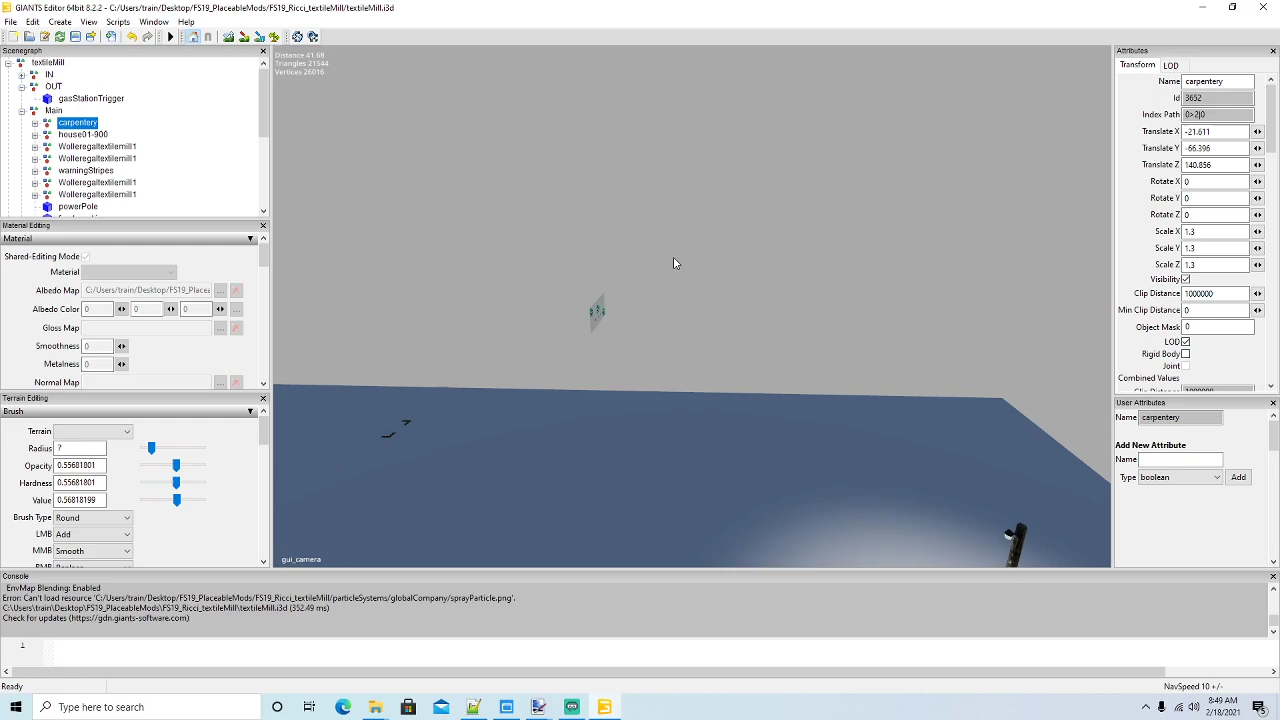 GIANTS Editor 64bit 8.2.2 - C:/Users/train/Desktop/FS19_PlaceableMods/FS19_Ricci_textileMill/textileMill.i3d
File Edit Create View Scripts Window Help
Scenegraph
textileMill
IN
OUT
gasStationTrigger
Main
carpentery
house01-900
Wolleregaltextilemill1
Wolleregaltextilemill1
warningStripes
Wolleregaltextilemill1
Wolleregaltextilemill1
powerPole
Material Editing
Material
Shared-Editing Mode
Material
Albedo Map C:/Users/train/Desktop/FS19_Placea
Albedo Color 0 0 0
Gloss Map
Smoothness 0
Metalness 0
Normal Map
Terrain Editing
Brush
Terrain
Radius 7
Opacity 0.55681801
Hardness 0.55681801
Value 0.56818199
Brush Type Round
LMB Add
MMB Smooth
Distance 41.68
Triangles 21544
Vertices 26016
gui_camera
Attributes
Transform LOD
Name carpentery
Id 3652
Index Path 0>2|0
Translate X -21.611
Translate Y -66.396
Translate Z 140.856
Rotate X 0
Rotate Y 0
Rotate Z 0
Scale X 1.3
Scale Y 1.3
Scale Z 1.3
Visibility
Clip Distance 1000000
Min Clip Distance 0
Object Mask 0
LOD
Rigid Body
Joint
Combined Values
User Attributes
Name carpentery
Add New Attribute
Name
Type boolean Add
Console
EnvMap Blending: Enabled
Error: Can't load resource 'C:/Users/train/Desktop/FS19_PlaceableMods/FS19_Ricci_textileMill/particleSystems/globalCompany/sprayParticle.png'.
C:\Users\train\Desktop\FS19_PlaceableMods\FS19_Ricci_textileMill\textileMill.i3d (352.49 ms)
Check for updates (https://gdn.giants-software.com)
1
Ready
NavSpeed 10 +/-
Type here to search
8:49 AM
2/18/2021